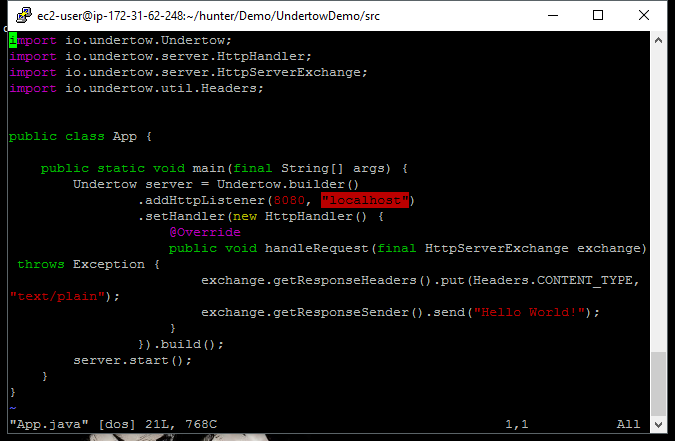 ec2-user@ip-172-31-62-248:~/hunter/Demo/UndertowDemo/src
import io.undertow.Undertow;
import io.undertow.server.HttpHandler;
import io.undertow.server.HttpServerExchange;
import io.undertow.util.Headers;
public class App {
public static void main(final String[] args) {
Undertow server = Undertow.builder()
.addHttpListener(8080, "localhost")
.setHandler(new HttpHandler() {
@Override
public void handleRequest(final HttpServerExchange exchange)
throws Exception {
exchange.getResponseHeaders().put(Headers.CONTENT_TYPE,
"text/plain");
exchange.getResponseSender().send("Hello World!");
}
}).build();
server.start();
}
}
~
"App.java" [dos] 21L, 768C 1,1 All